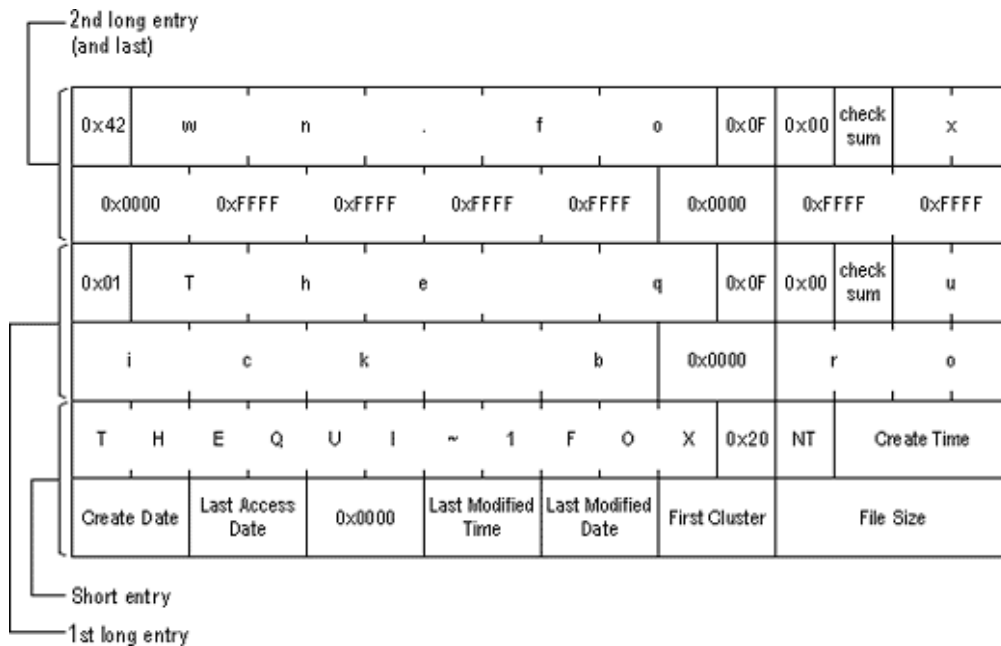 2nd long entry
(and last)
0x42 w n . f o 0x0F 0x00 check sum x
0x0000 0xFFFF 0xFFFF 0xFFFF 0xFFFF 0x0000 0xFFFF 0xFFFF
0x01 T h e q 0x0F 0x00 check sum u
i c k b 0x0000 r o
T H E Q U I ~ 1 F O X 0x20 NT Create Time
Create Date Last Access Date 0x0000 Last Modified Time Last Modified Date First Cluster File Size
Short entry
1st long entry